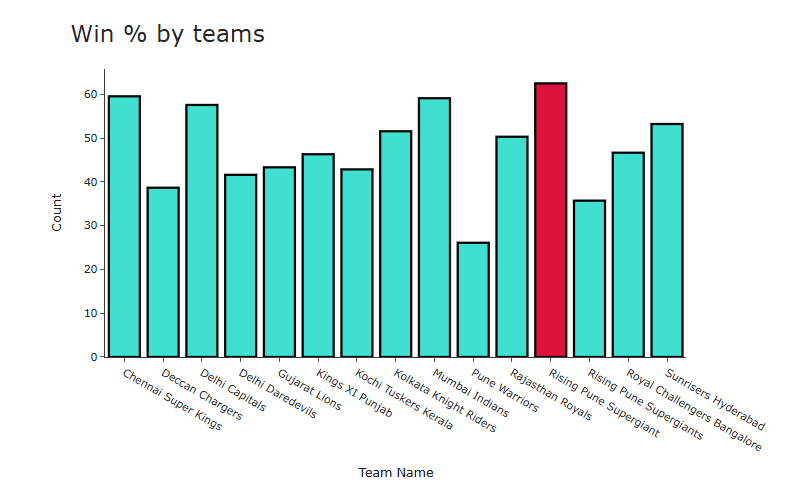 Win % by teams
Count
60
50
40
30
20
10
0
Chennai Super Kings
Deccan Chargers
Delhi Capitals
Delhi Daredevils
Gujarat Lions
Kings XI Punjab
Kochi Tuskers Kerala
Kolkata Knight Riders
Mumbai Indians
Pune Warriors
Rajasthan Royals
Rising Pune Supergiant
Rising Pune Supergiants
Royal Challengers Bangalore
Sunrisers Hyderabad
Team Name